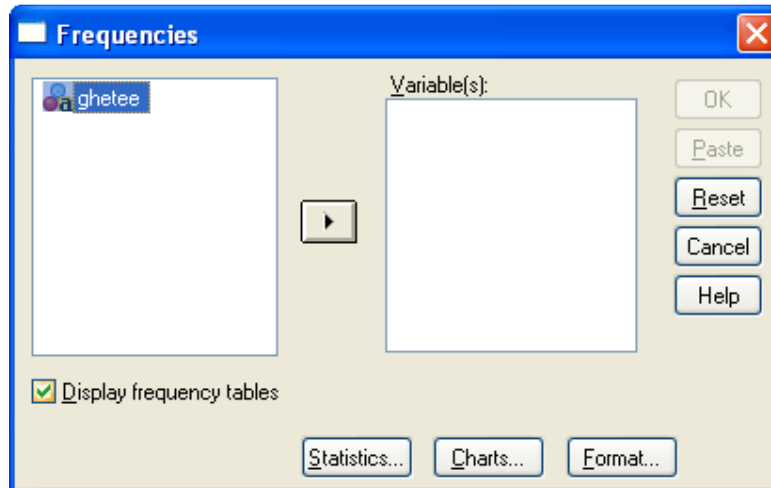 Frequencies
ghetee
Variable(s):
OK
Paste
Reset
Cancel
Help
Display frequency tables
Statistics...
Charts...
Format...